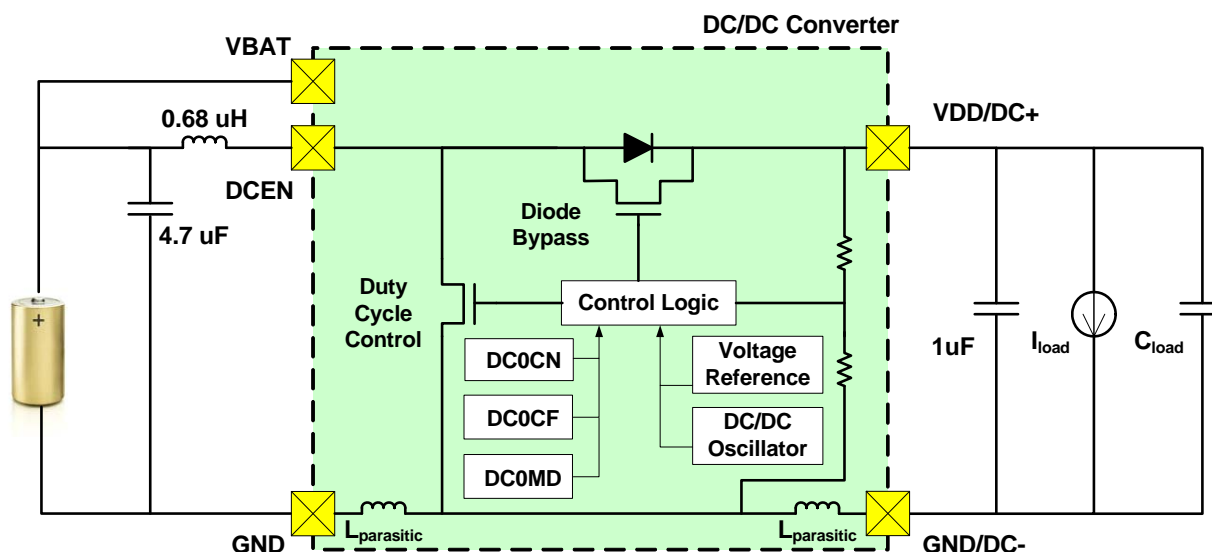 DC/DC Converter
VBAT
0.68 uH
VDD/DC+
DCEN
4.7 uF
Diode
Bypass
Duty
Cycle
Control
Control Logic
+
DC0CN
DC0CF
DC0MD
Voltage
Reference
DC/DC
Oscillator
1uF
Iload
Cload
Lparasitic
Lparasitic
GND
GND/DC-